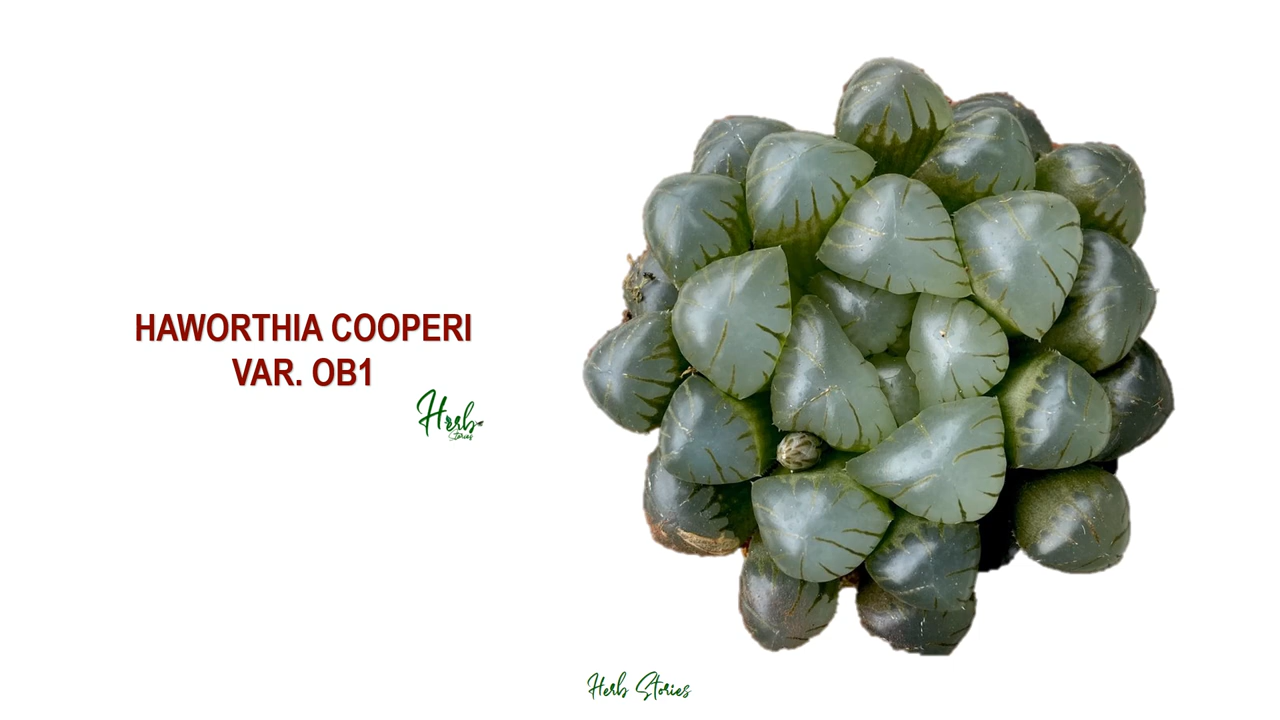 HAWORTHIA COOPERI
VAR. OB1
Herb
Stories
Herb Stories